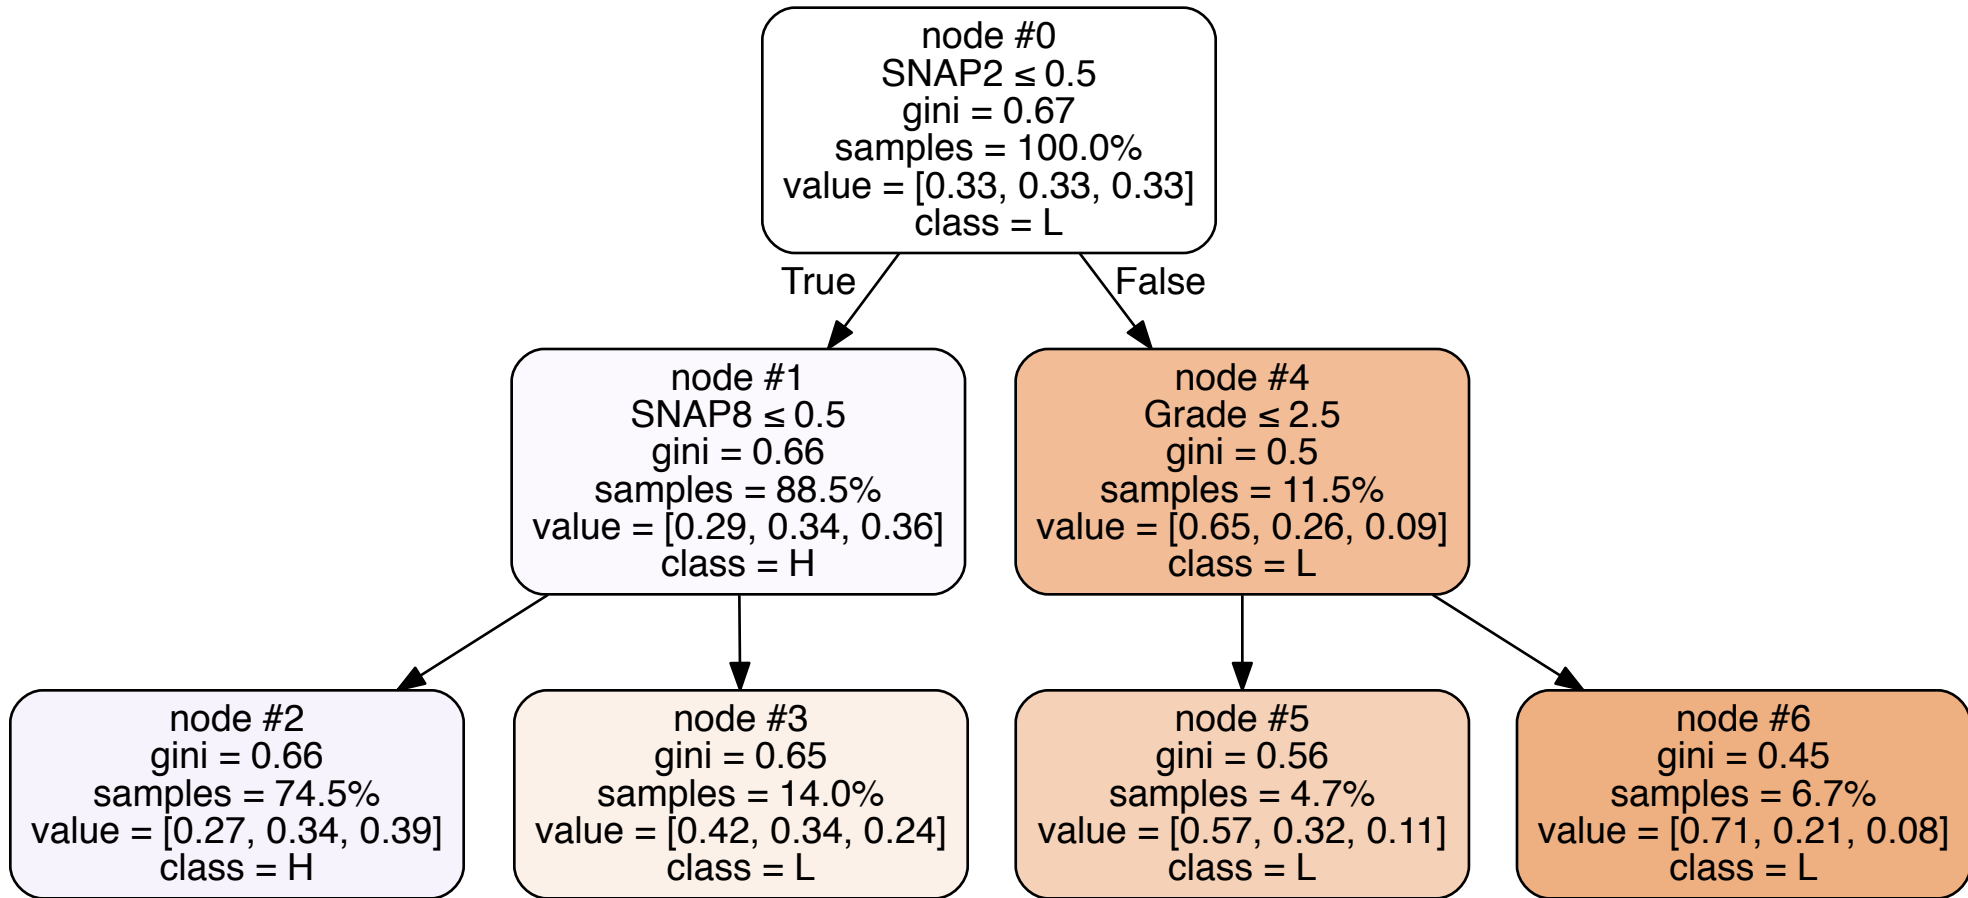 node #0
SNAP2 ≤ 0.5
gini = 0.67
samples = 100.0%
value = [0.33, 0.33, 0.33]
class = L
True
False
node #1
SNAP8 ≤ 0.5
gini = 0.66
samples = 88.5%
value = [0.29, 0.34, 0.36]
class = H
node #4
Grade ≤ 2.5
gini = 0.5
samples = 11.5%
value = [0.65, 0.26, 0.09]
class = L
node #2
gini = 0.66
samples = 74.5%
value = [0.27, 0.34, 0.39]
class = H
node #3
gini = 0.65
samples = 14.0%
value = [0.42, 0.34, 0.24]
class = L
node #5
gini = 0.56
samples = 4.7%
value = [0.57, 0.32, 0.11]
class = L
node #6
gini = 0.45
samples = 6.7%
value = [0.71, 0.21, 0.08]
class = L